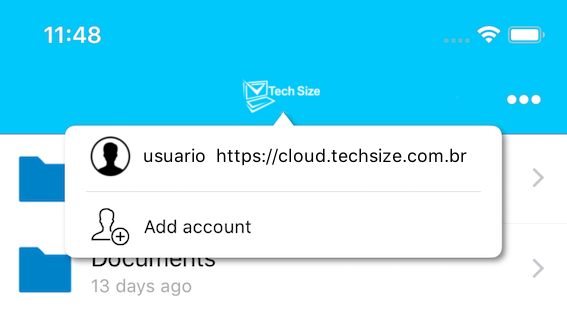 11:48
Tech Size
usuario https://cloud.techsize.com.br
Add account
Documents
13 days ago